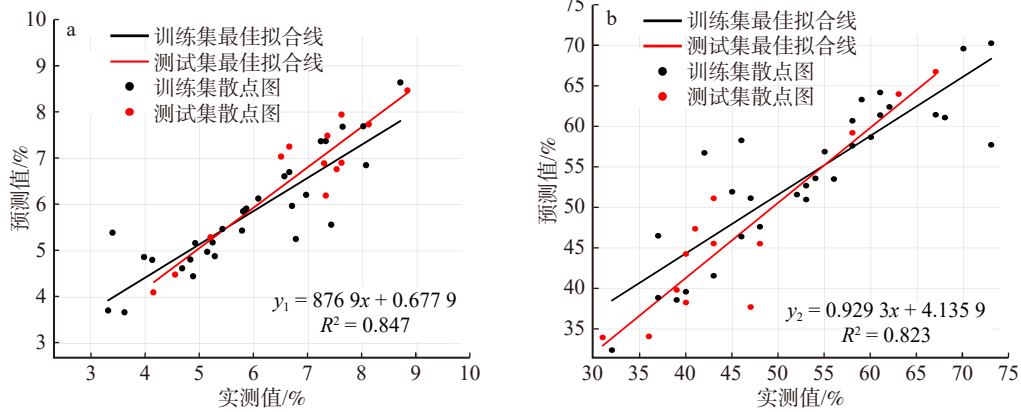 a
10
9
8
7
6
5
4
3
预测值/%
训练集最佳拟合线
测试集最佳拟合线
训练集散点图
测试集散点图
y₁ = 876 9x + 0.677 9
R² = 0.847
3 4 5 6 7 8 9 10
实测值/%
b
75
70
65
60
55
50
45
40
35
预测值/%
训练集最佳拟合线
测试集最佳拟合线
训练集散点图
测试集散点图
y₂ = 0.929 3x + 4.135 9
R² = 0.823
30 35 40 45 50 55 60 65 70 75
实测值/%